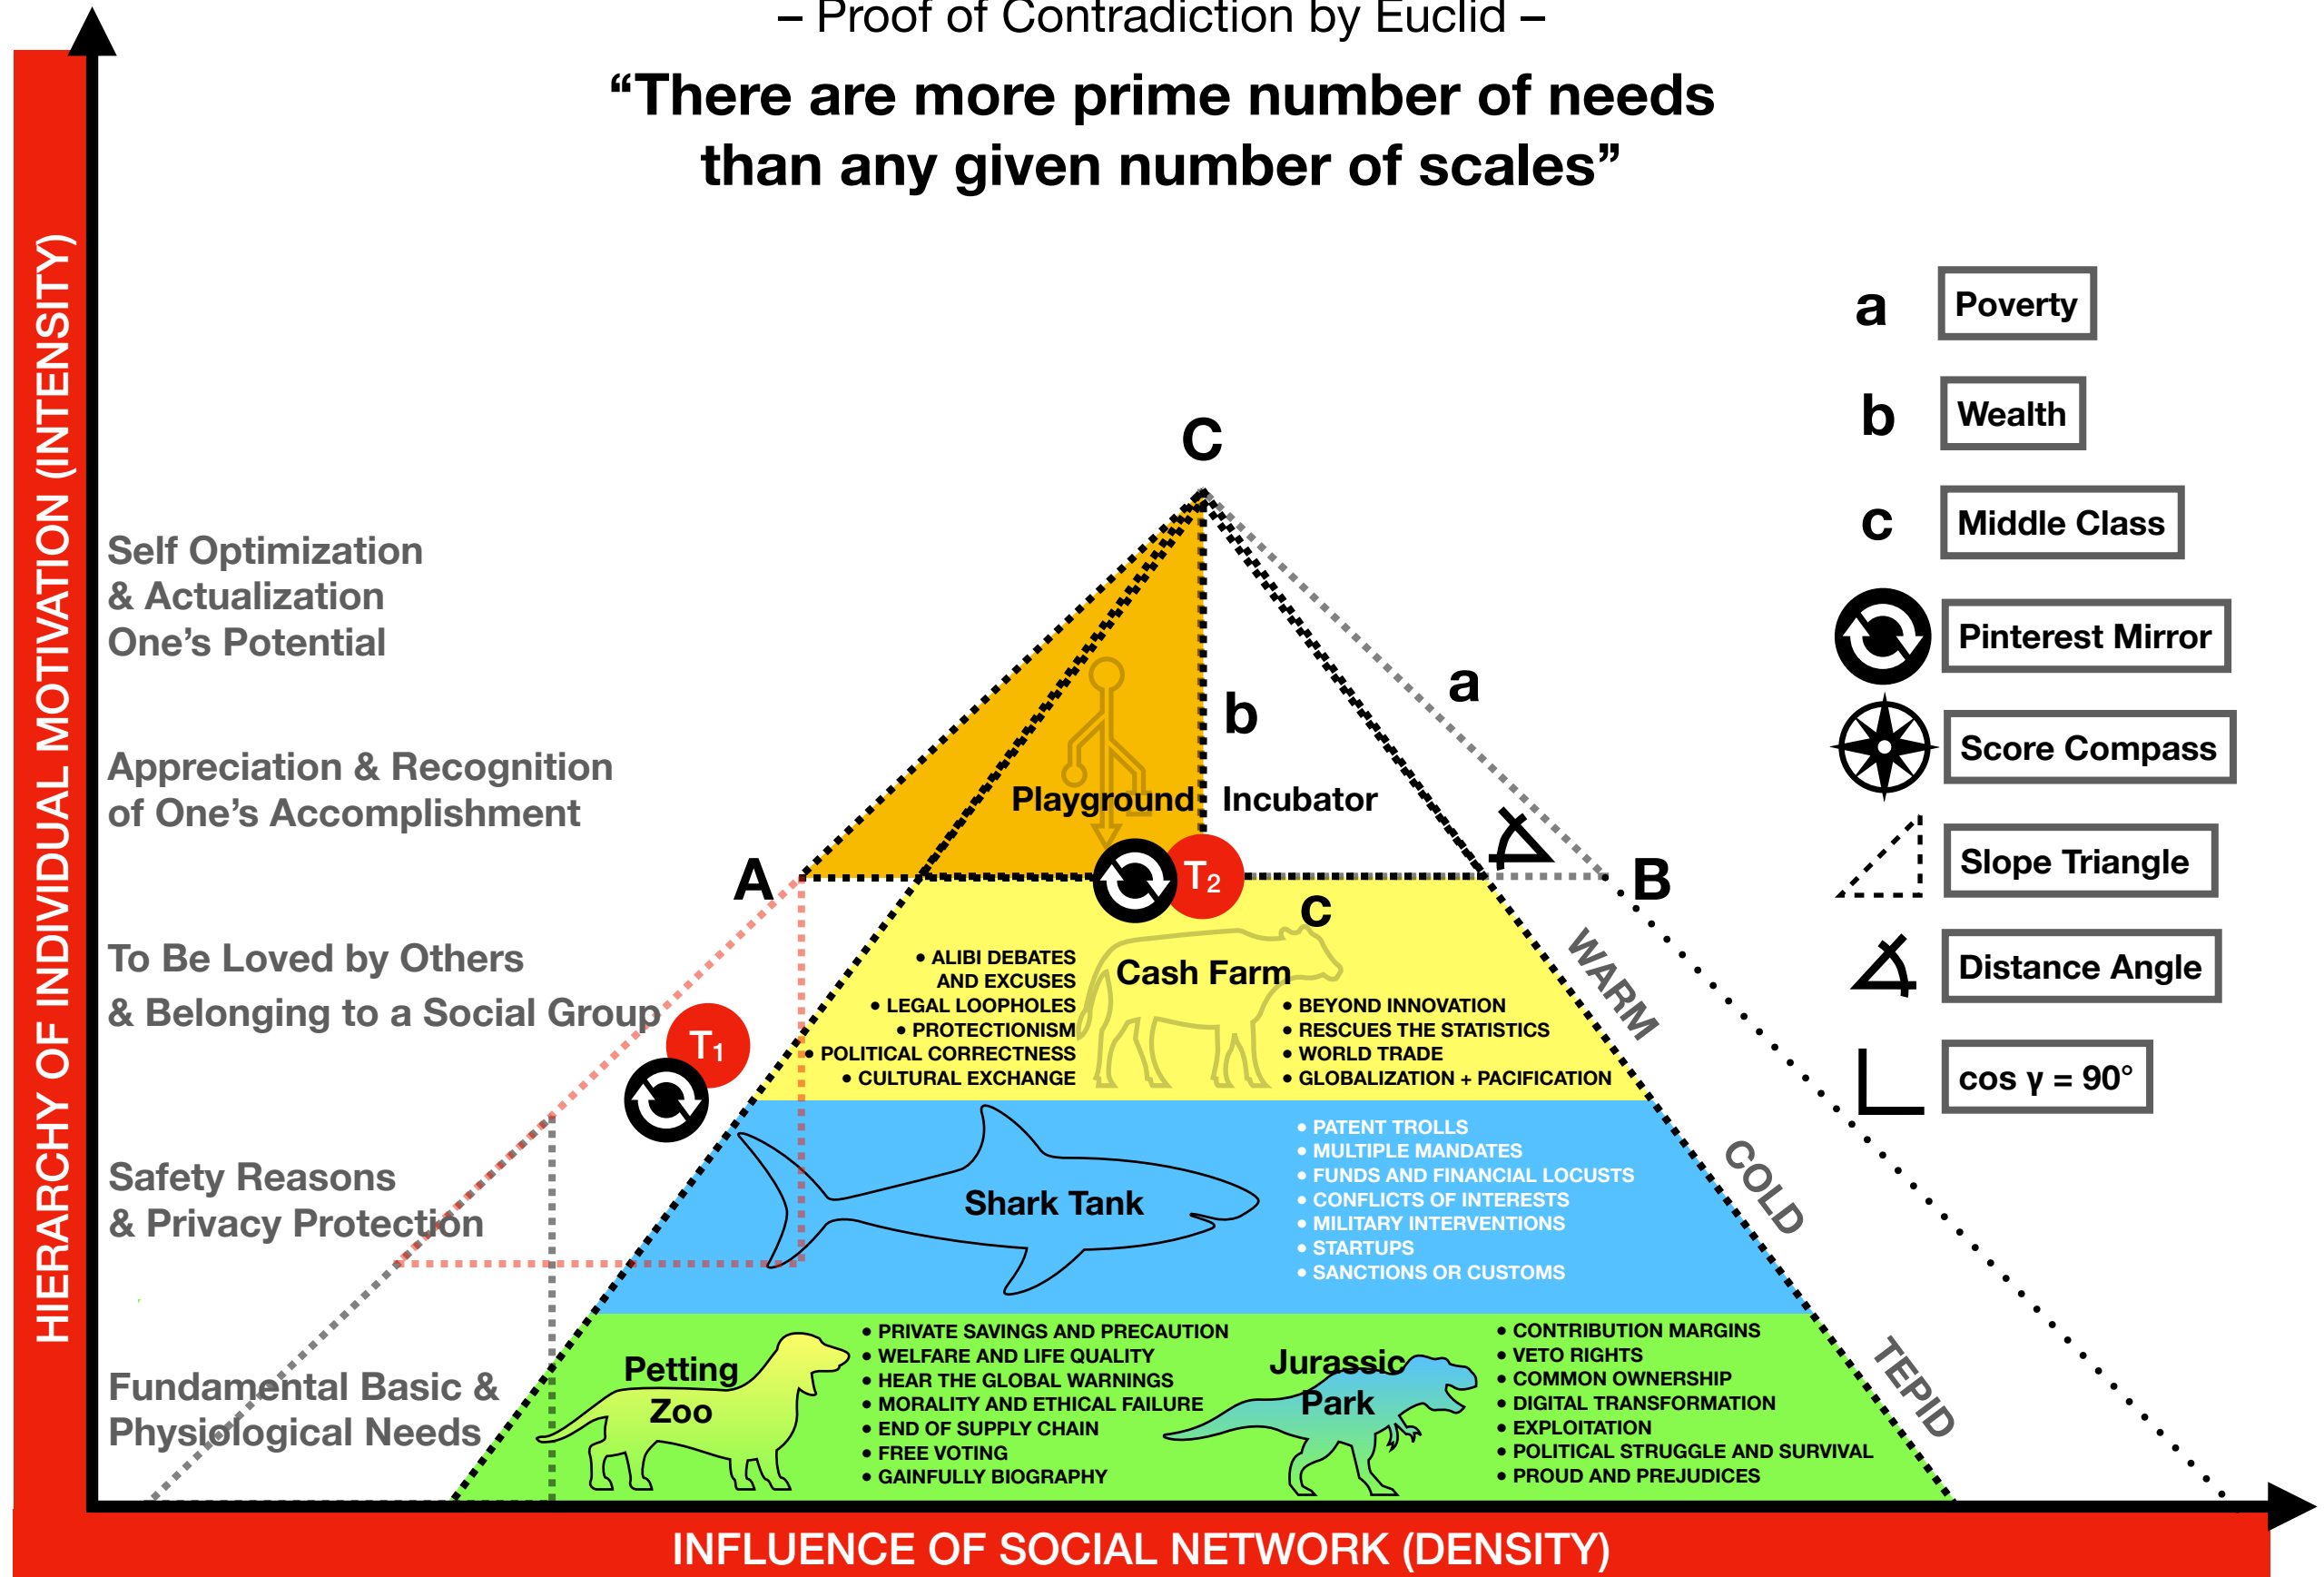 – Proof of Contradiction by Euclid –
“There are more prime number of needs
than any given number of scales”
HIERARCHY OF INDIVIDUAL MOTIVATION (INTENSITY)
Self Optimization
& Actualization
One’s Potential
Appreciation & Recognition
of One’s Accomplishment
To Be Loved by Others
& Belonging to a Social Group
Safety Reasons
& Privacy Protection
Fundamental Basic &
Physiological Needs
C
a
b
Playground
Incubator
A
T2
B
c
T1
Cash Farm
• ALIBI DEBATES
AND EXCUSES
• LEGAL LOOPHOLES
• PROTECTIONISM
• POLITICAL CORRECTNESS
• CULTURAL EXCHANGE
• BEYOND INNOVATION
• RESCUES THE STATISTICS
• WORLD TRADE
• GLOBALIZATION + PACIFICATION
WARM
Shark Tank
• PATENT TROLLS
• MULTIPLE MANDATES
• FUNDS AND FINANCIAL LOCUSTS
• CONFLICTS OF INTERESTS
• MILITARY INTERVENTIONS
• STARTUPS
• SANCTIONS OR CUSTOMS
COLD
Petting
Zoo
• PRIVATE SAVINGS AND PRECAUTION
• WELFARE AND LIFE QUALITY
• HEAR THE GLOBAL WARNINGS
• MORALITY AND ETHICAL FAILURE
• END OF SUPPLY CHAIN
• FREE VOTING
• GAINFULLY BIOGRAPHY
Jurassic
Park
• CONTRIBUTION MARGINS
• VETO RIGHTS
• COMMON OWNERSHIP
• DIGITAL TRANSFORMATION
• EXPLOITATION
• POLITICAL STRUGGLE AND SURVIVAL
• PROUD AND PREJUDICES
TEPID
a Poverty
b Wealth
c Middle Class
Pinterest Mirror
Score Compass
Slope Triangle
Distance Angle
cos γ = 90°
INFLUENCE OF SOCIAL NETWORK (DENSITY)